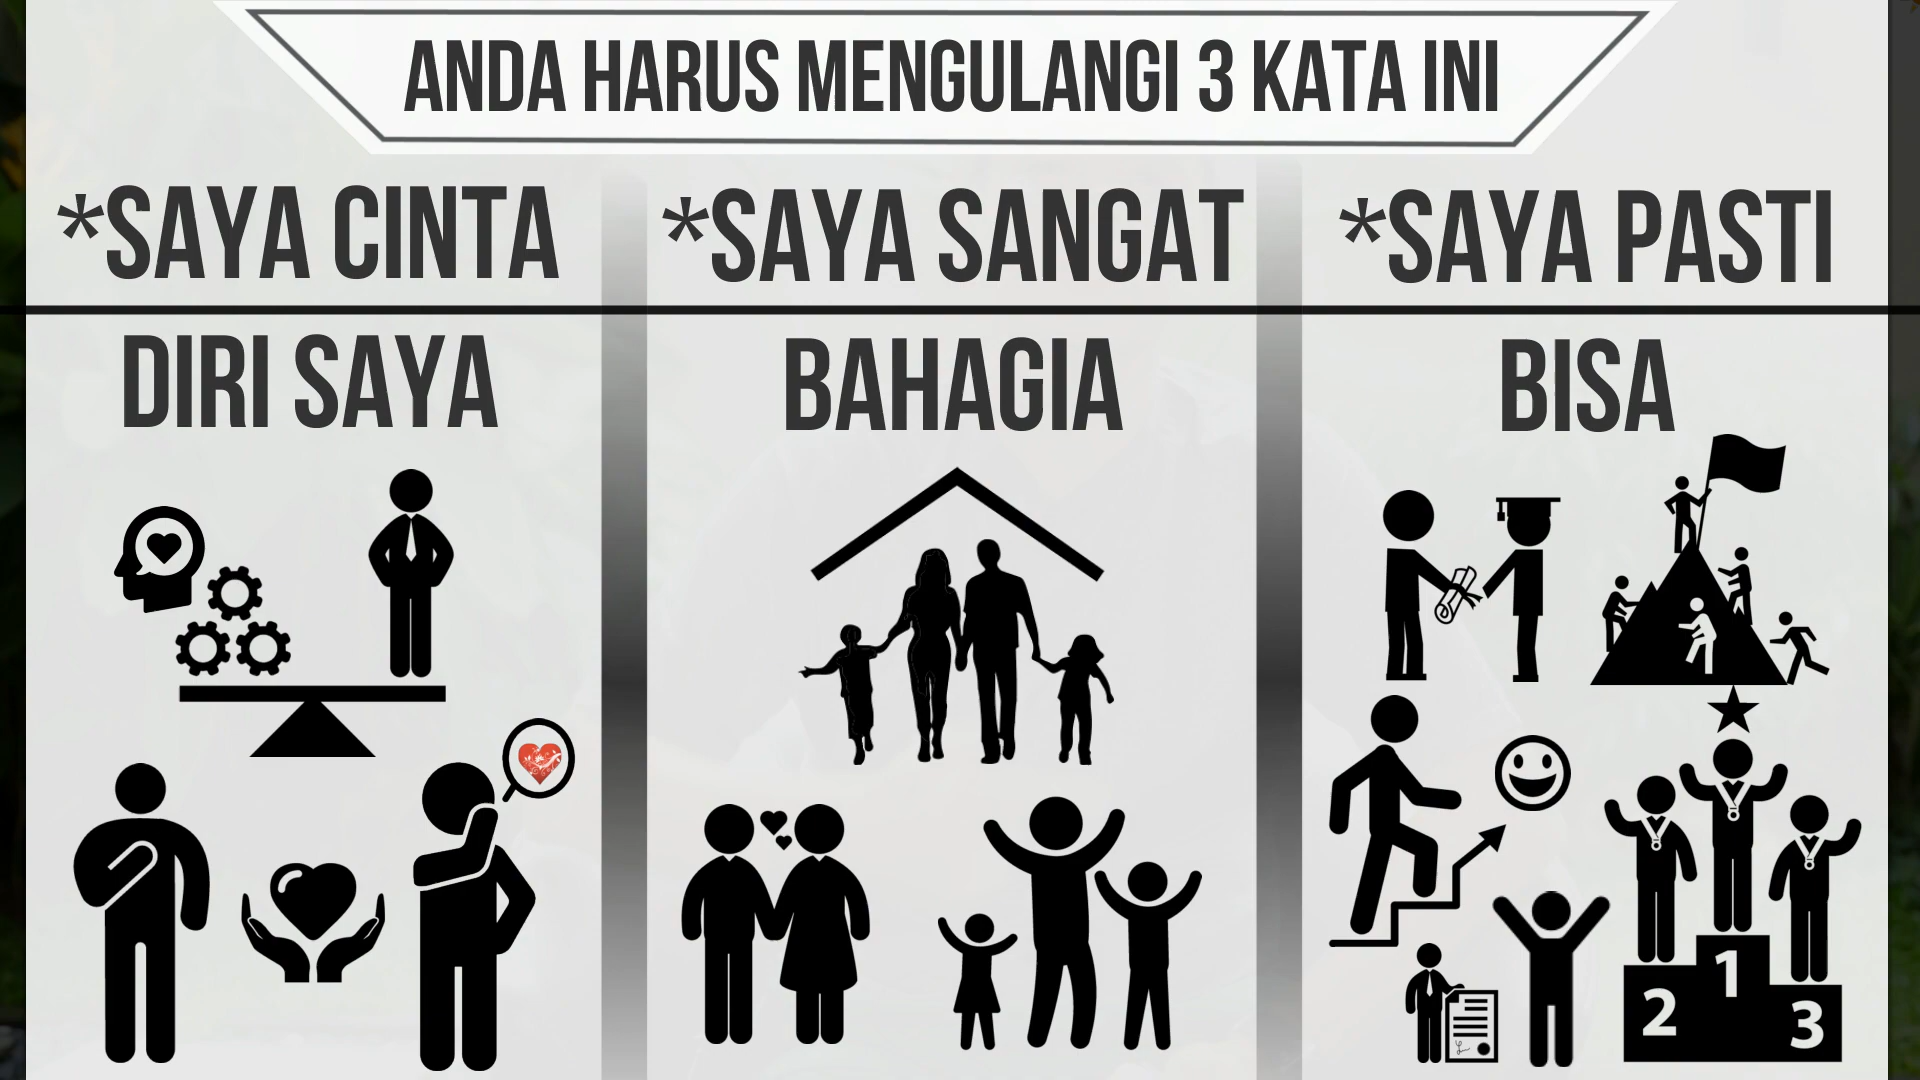 ANDA HARUS MENGULANGI 3 KATA INI
*SAYA CINTA
DIRI SAYA
*SAYA SANGAT
BAHAGIA
*SAYA PASTI
BISA
1
2
3